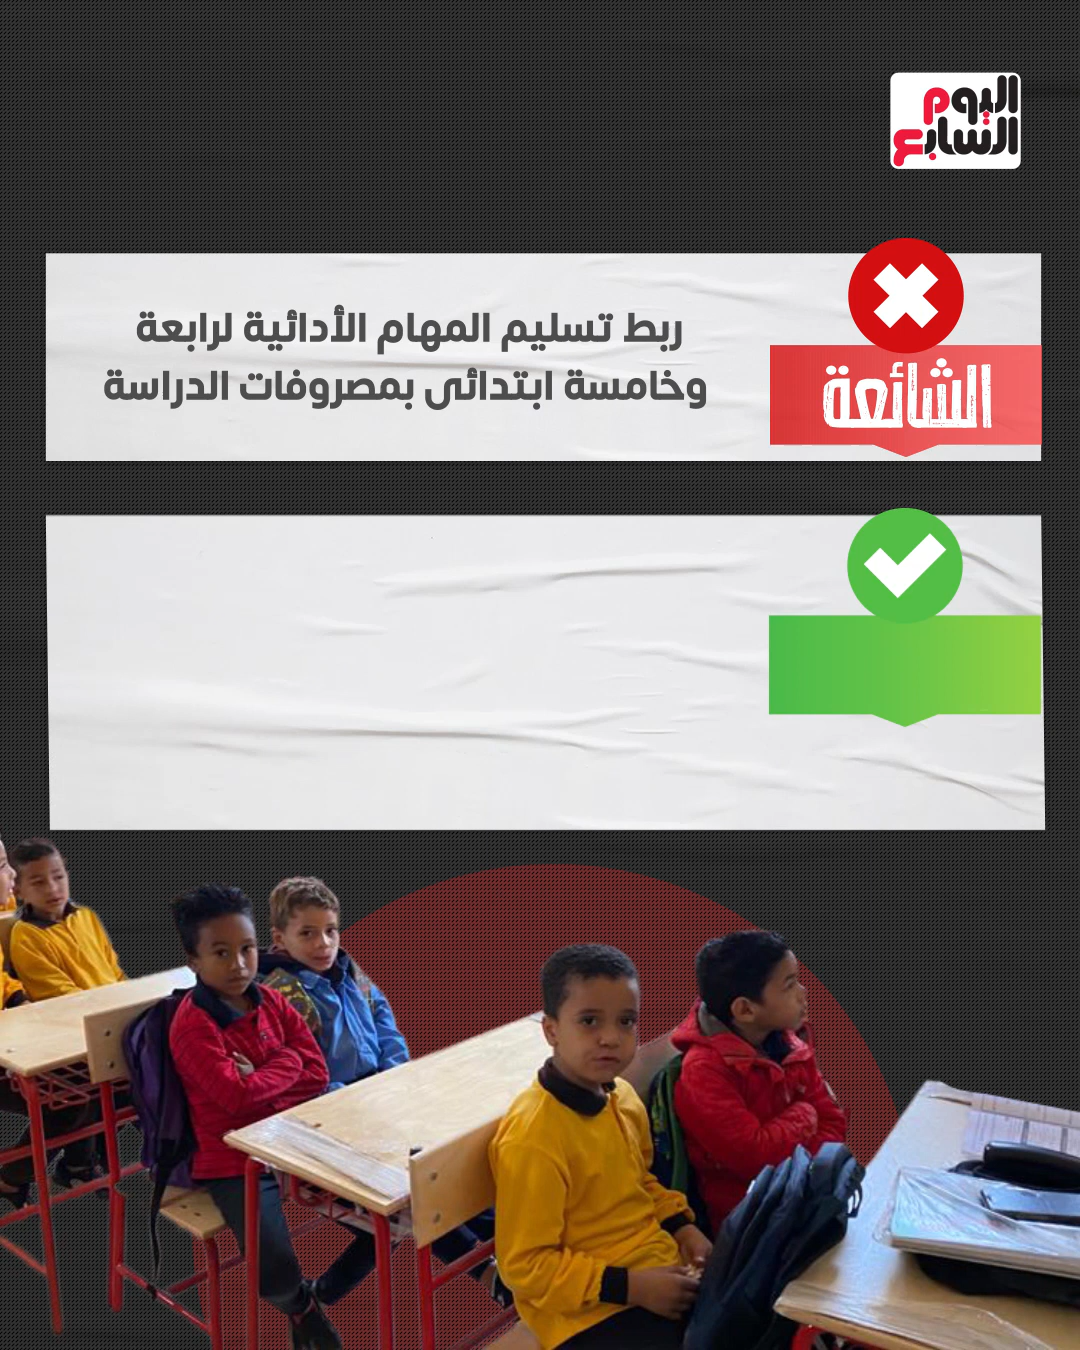 اليوم
السابع
ربط تسليم المهام الأدائية لرابعة
وخامسة ابتدائى بمصروفات الدراسة
الشائعة